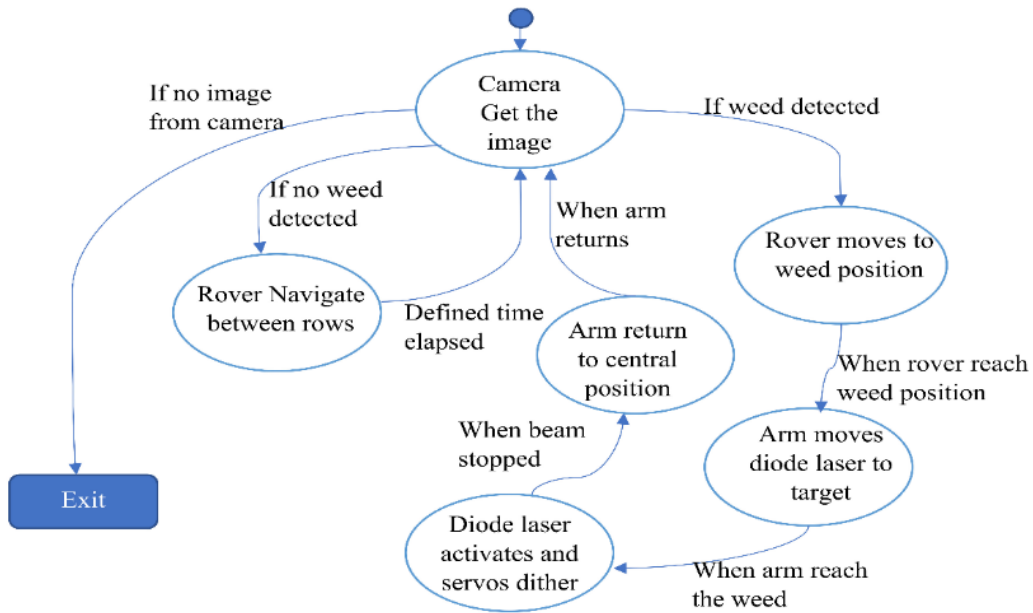 Camera
Get the
image
If no image
from camera
If weed detected
If no weed
detected
When arm
returns
Rover moves to
weed position
Rover Navigate
between rows
Defined time
elapsed
Arm return
to central
position
When rover reach
weed position
When beam
stopped
Arm moves
diode laser to
target
Exit
Diode laser
activates and
servos dither
When arm reach
the weed